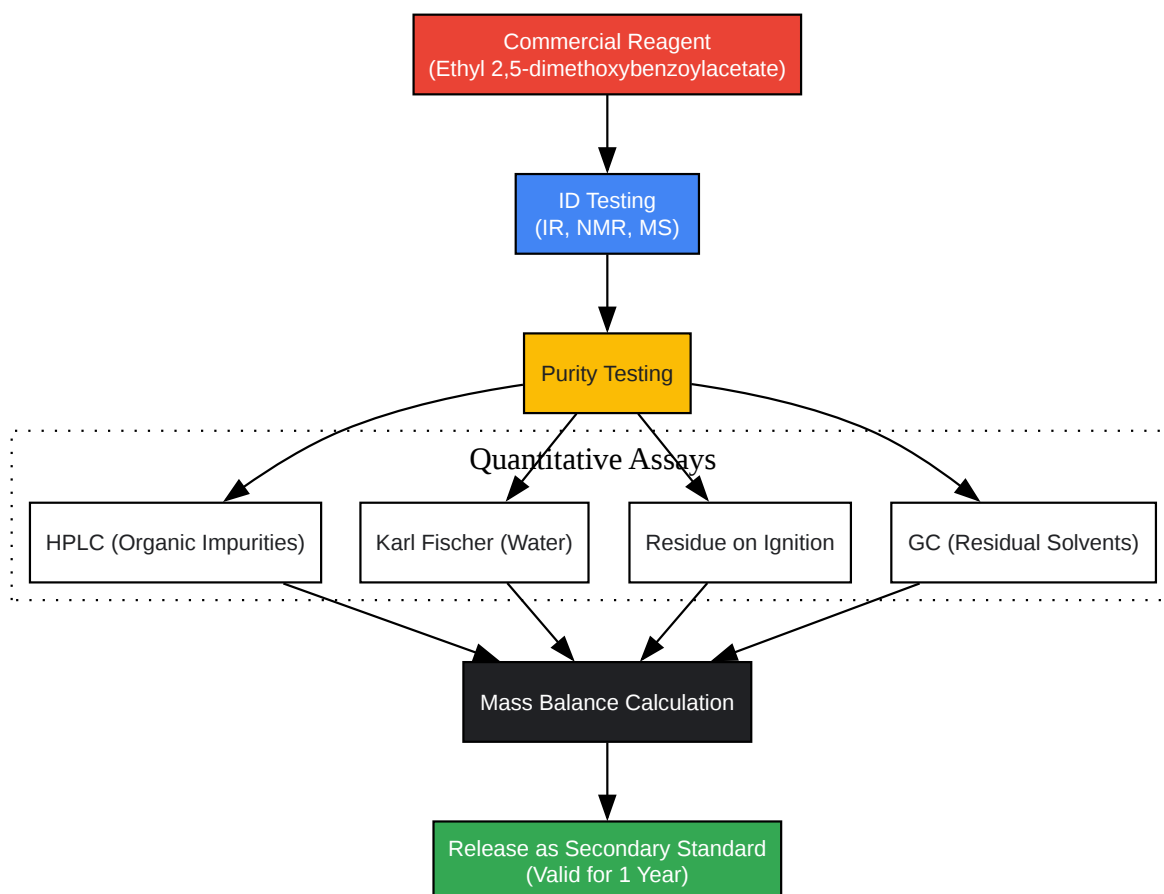 Commercial Reagent
(Ethyl 2,5-dimethoxybenzoylacetate)
ID Testing
(IR, NMR, MS)
Purity Testing
Quantitative Assays
HPLC (Organic Impurities)
Karl Fischer (Water)
Residue on Ignition
GC (Residual Solvents)
Mass Balance Calculation
Release as Secondary Standard
(Valid for 1 Year)